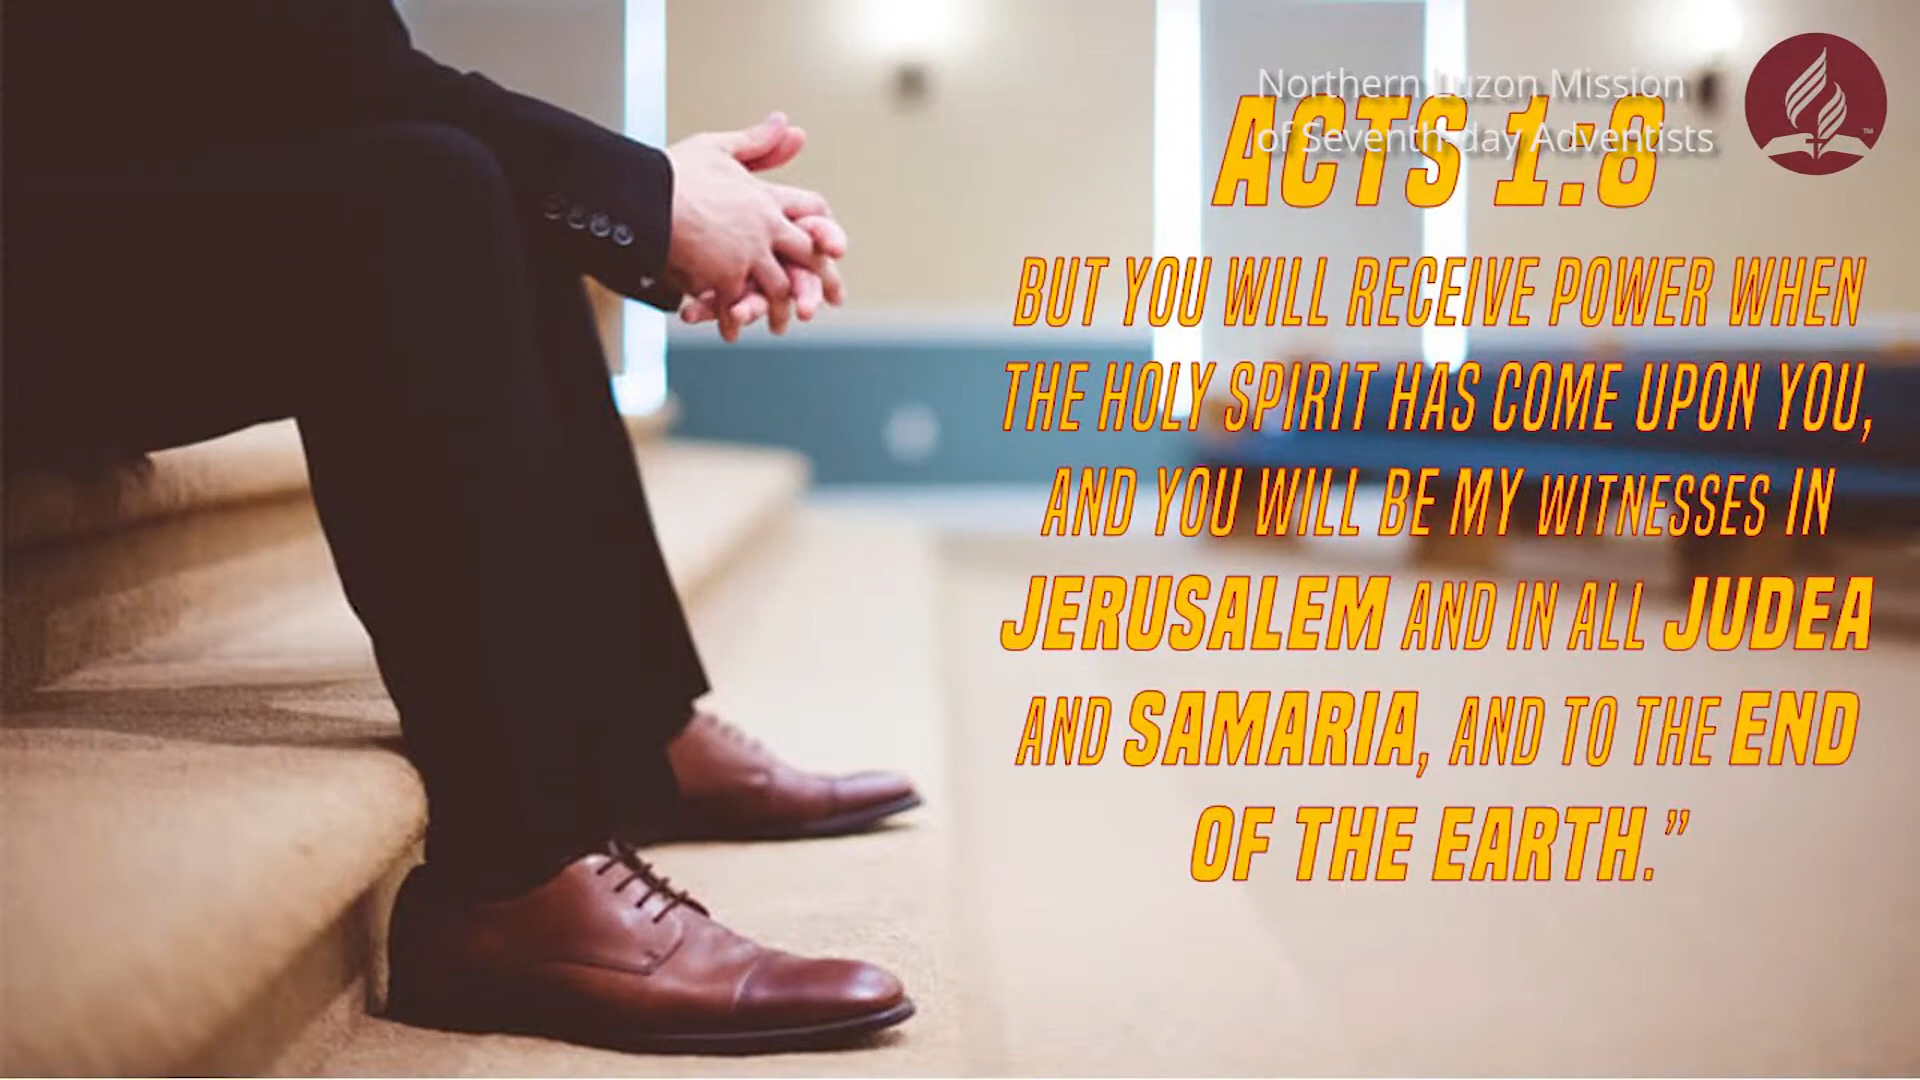 Northern Luzon Mission
of Seventh-day Adventists
ACTS 1:8
BUT YOU WILL RECEIVE POWER WHEN
THE HOLY SPIRIT HAS COME UPON YOU,
AND YOU WILL BE MY WITNESSES IN
JERUSALEM AND IN ALL JUDEA
AND SAMARIA, AND TO THE END
OF THE EARTH.”